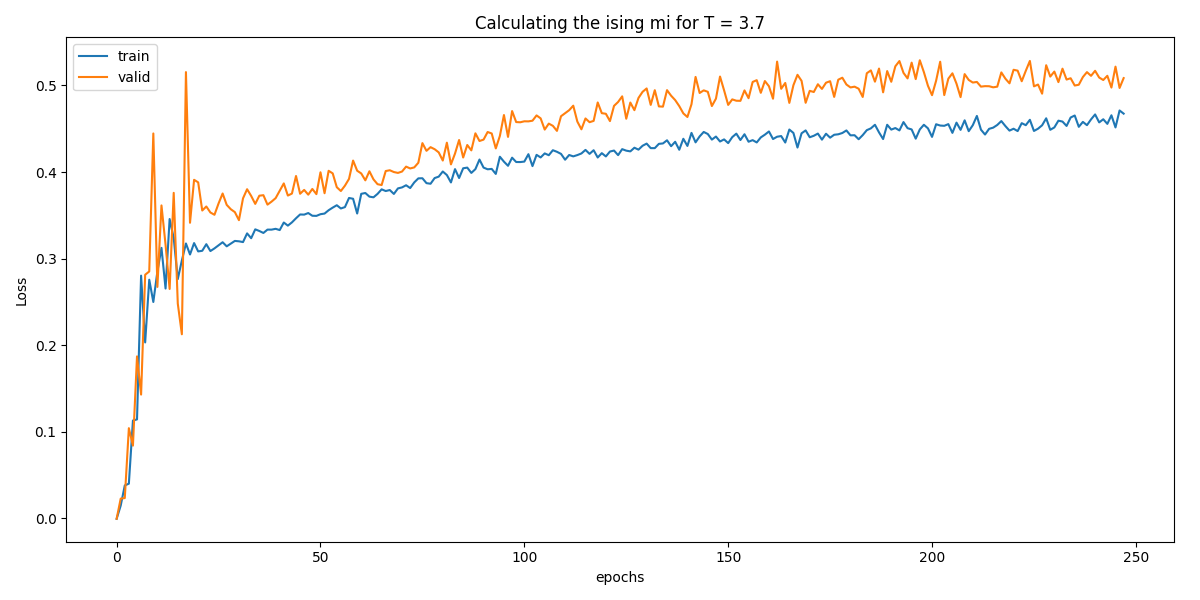 Calculating the ising mi for T = 3.7
train
valid
Loss
0.5
0.4
0.3
0.2
0.1
0.0
0 50 100 150 200 250
epochs